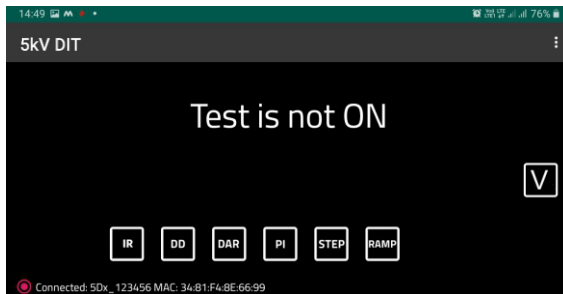 14:49 76%
5kV DIT
Test is not ON
V
IR DD DAR PI STEP RAMP
Connected: 5Dx_123456 MAC: 34:81:F4:8E:66:99